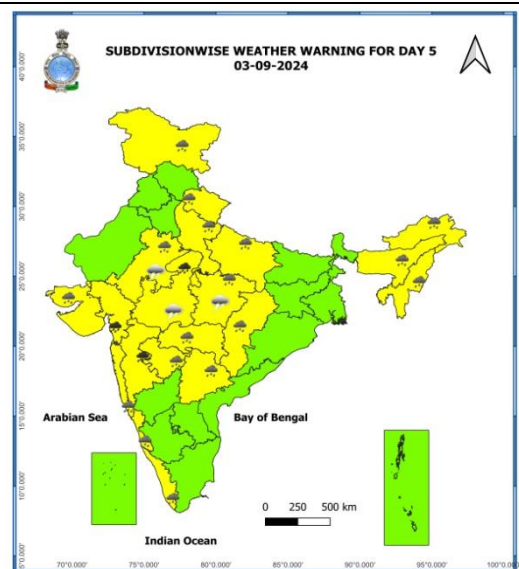 SUBDIVISIONWISE WEATHER WARNING FOR DAY 5
03-09-2024
40°0.000'
35°0.000'
30°0.000'
25°0.000'
20°0.000'
15°0.000'
10°0.000'
5°0.000'
Arabian Sea
Bay of Bengal
0 250 500 km
Indian Ocean
70°0.000' 75°0.000' 80°0.000' 85°0.000' 90°0.000' 95°0.000' 100°0.000'